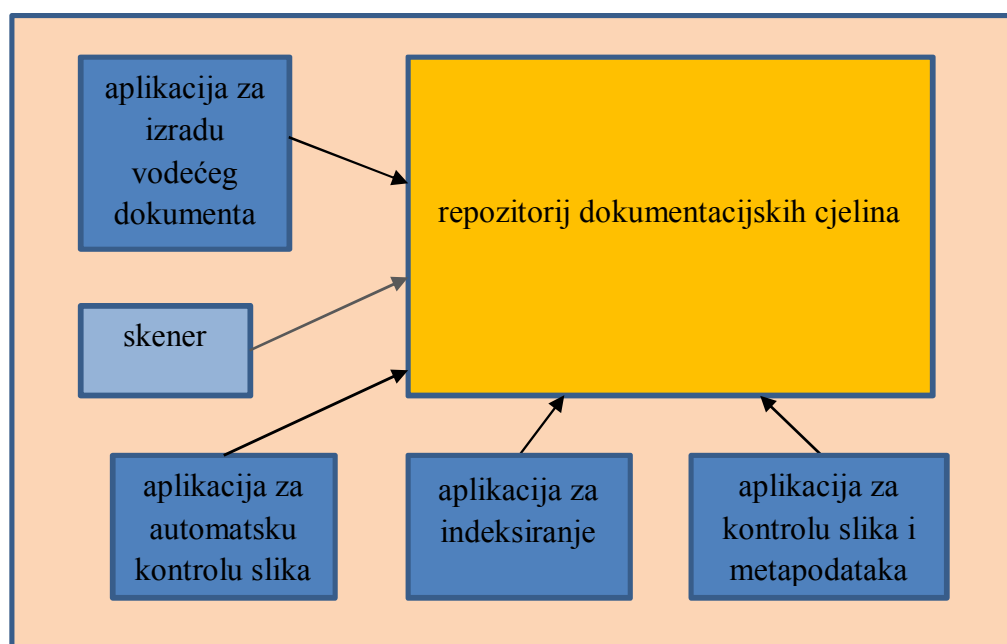 aplikacija za
izradu
vodećeg
dokumenta
repozitorij dokumentacijskih cjelina
skener
aplikacija za
automatsku
kontrolu slika
aplikacija za
indeksiranje
aplikacija za
kontrolu slika i
metapodataka